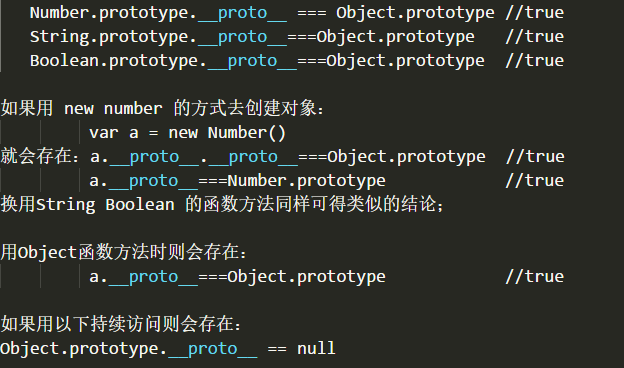 Number.prototype.__proto__ === Object.prototype //true
String.prototype.__proto__===Object.prototype //true
Boolean.prototype.__proto__===Object.prototype //true
如果用 new number 的方式去创建对象：
var a = new Number()
就会存在：a.__proto__.__proto__===Object.prototype //true
a.__proto__===Number.prototype //true
换用String Boolean 的函数方法同样可得类似的结论；
用Object函数方法时则会存在：
a.__proto__===Object.prototype //true
如果用以下持续访问则会存在：
Object.prototype.__proto__ == null